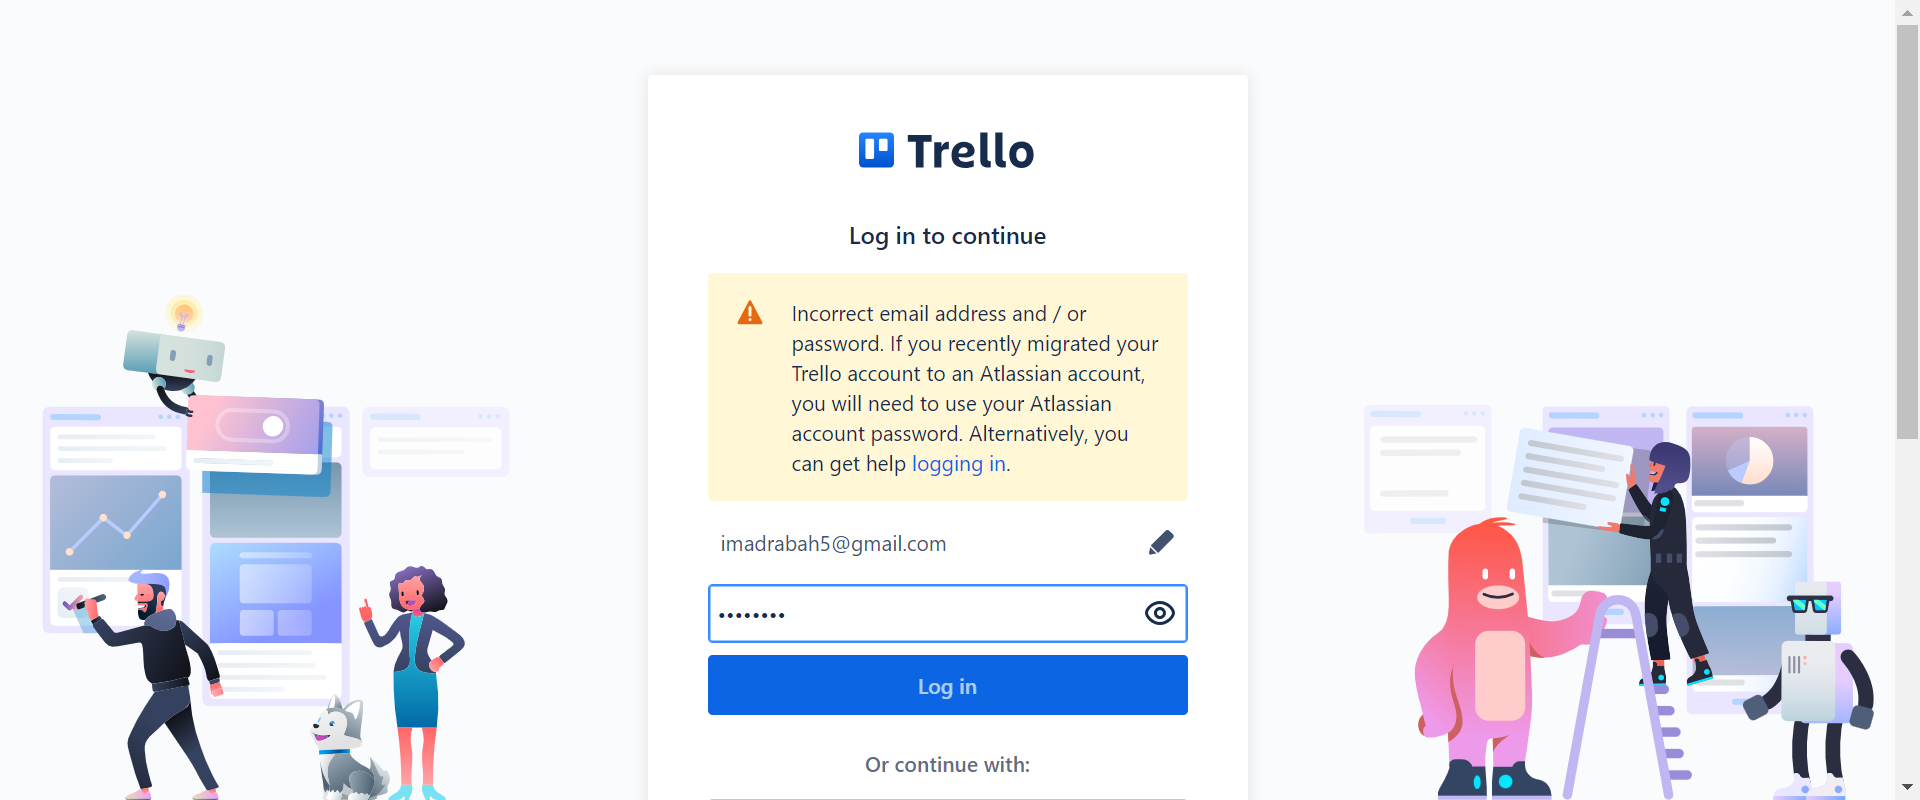 Trello
Log in to continue
Incorrect email address and / or
password. If you recently migrated your
Trello account to an Atlassian account,
you will need to use your Atlassian
account password. Alternatively, you
can get help logging in.
imadrabah5@gmail.com
••••••••
Log in
Or continue with: